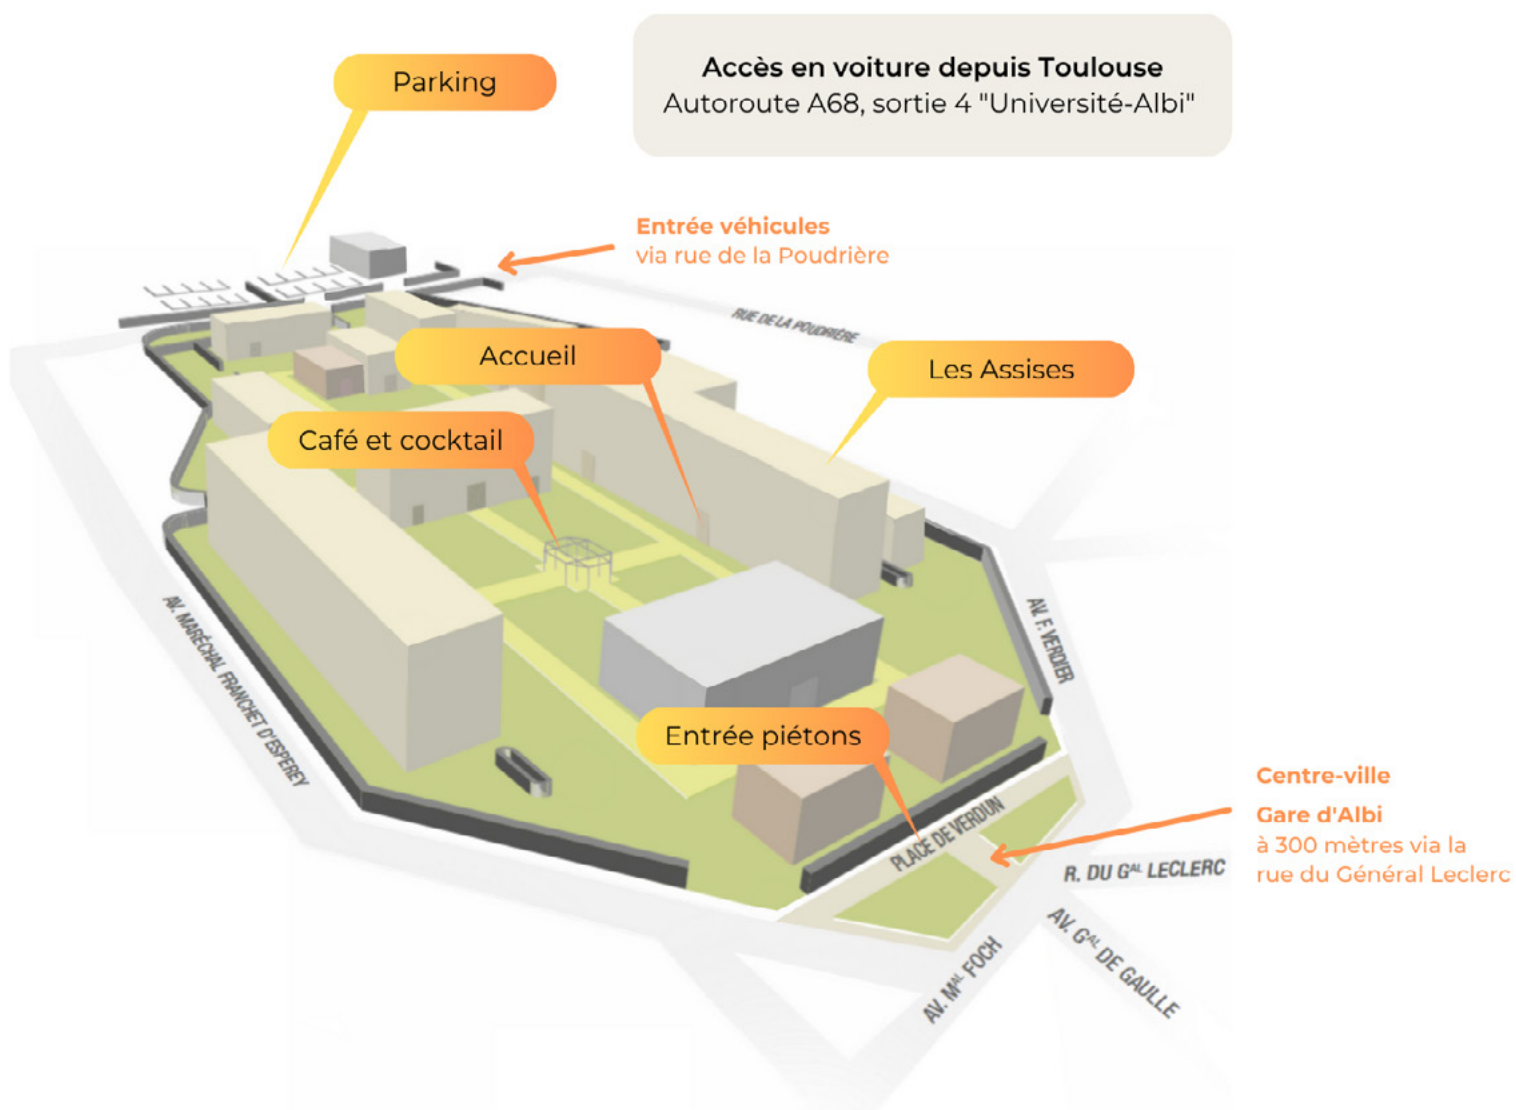 Accès en voiture depuis Toulouse
Autoroute A68, sortie 4 "Université-Albi"
Parking
Entrée véhicules
via rue de la Poudrière
RUE DE LA POUDRIÈRE
Accueil
Les Assises
Café et cocktail
AV. MARÉCHAL FRANCHET D'ESPEREY
AV. F. VERDIER
Entrée piétons
PLACE DE VERDUN
Centre-ville
Gare d'Albi
à 300 mètres via la
rue du Général Leclerc
R. DU GAL LECLERC
AV. GAL DE GAULLE
AV. MAL FOCH